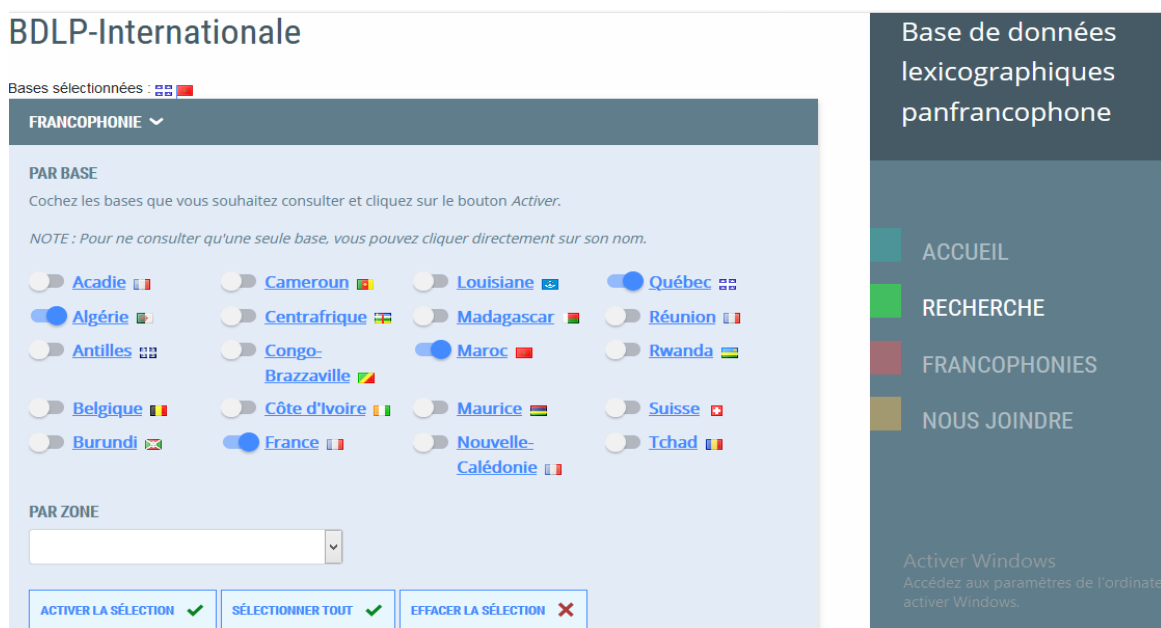 BDLP-Internationale
Bases sélectionnées :
FRANCOPHONIE
PAR BASE
Cochez les bases que vous souhaitez consulter et cliquez sur le bouton Activer.
NOTE : Pour ne consulter qu'une seule base, vous pouvez cliquer directement sur son nom.
Acadie Cameroun Louisiane Québec
Algérie Centrafrique Madagascar Réunion
Antilles Congo- Maroc Rwanda
Brazzaville
Belgique Côte d'Ivoire Maurice Suisse
Burundi France Nouvelle- Tchad
Calédonie
PAR ZONE
ACTIVER LA SÉLECTION SÉLECTIONNER TOUT EFFACER LA SÉLECTION
Base de données
lexicographiques
panfrancophone
ACCUEIL
RECHERCHE
FRANCOPHONIES
NOUS JOINDRE
Activer Windows
Accédez aux paramètres de l'ordinate
activer Windows.